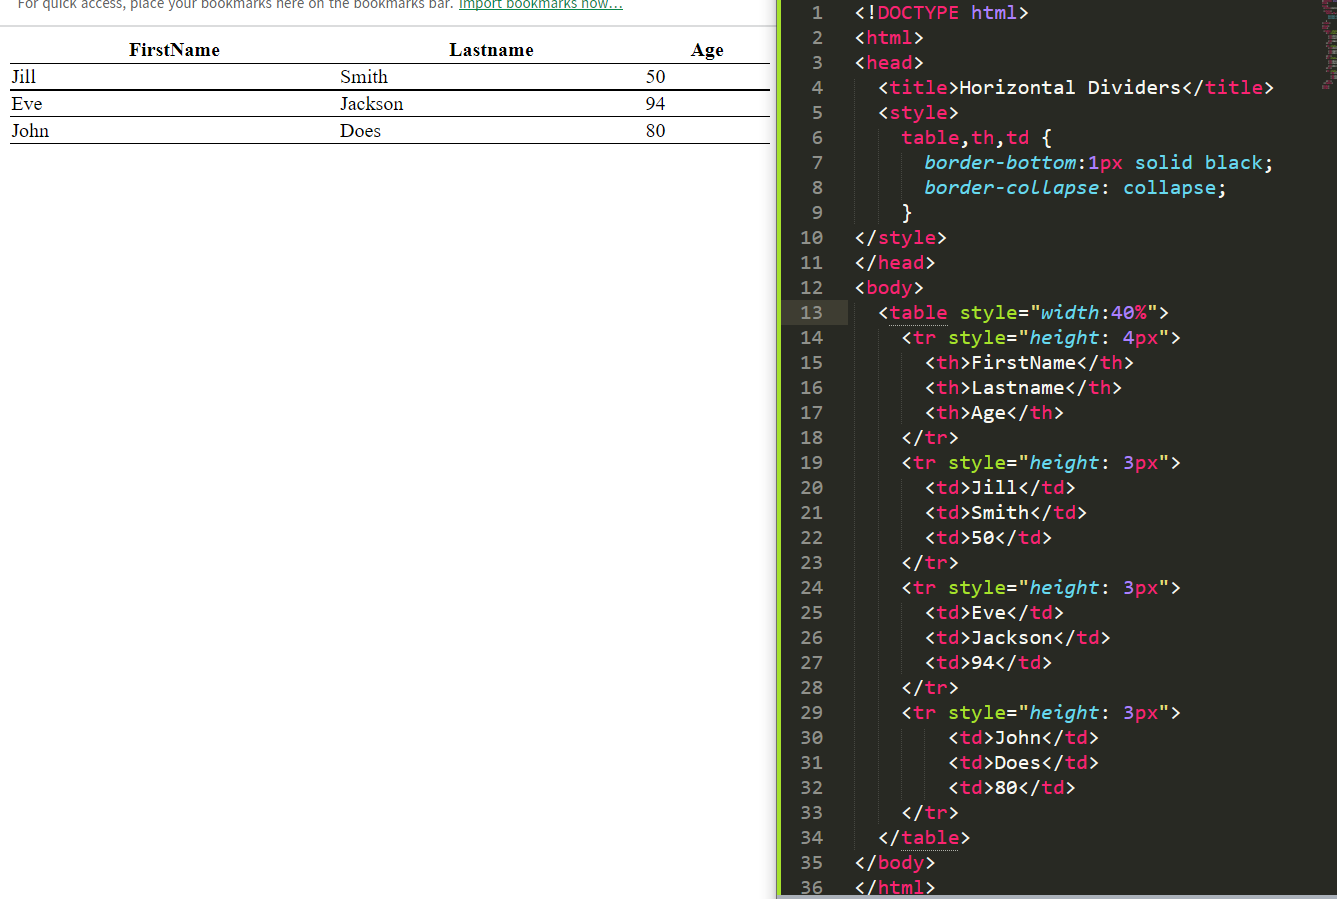 For quick access, place your bookmarks here on the bookmarks bar. Import bookmarks now...
FirstName Lastname Age
Jill Smith 50
Eve Jackson 94
John Does 80
1 <!DOCTYPE html>
2 <html>
3 <head>
4 <title>Horizontal Dividers</title>
5 <style>
6 table,th,td {
7 border-bottom:1px solid black;
8 border-collapse: collapse;
9 }
10 </style>
11 </head>
12 <body>
13 <table style="width:40%">
14 <tr style="height: 4px">
15 <th>FirstName</th>
16 <th>Lastname</th>
17 <th>Age</th>
18 </tr>
19 <tr style="height: 3px">
20 <td>Jill</td>
21 <td>Smith</td>
22 <td>50</td>
23 </tr>
24 <tr style="height: 3px">
25 <td>Eve</td>
26 <td>Jackson</td>
27 <td>94</td>
28 </tr>
29 <tr style="height: 3px">
30 <td>John</td>
31 <td>Does</td>
32 <td>80</td>
33 </tr>
34 </table>
35 </body>
36 </html>